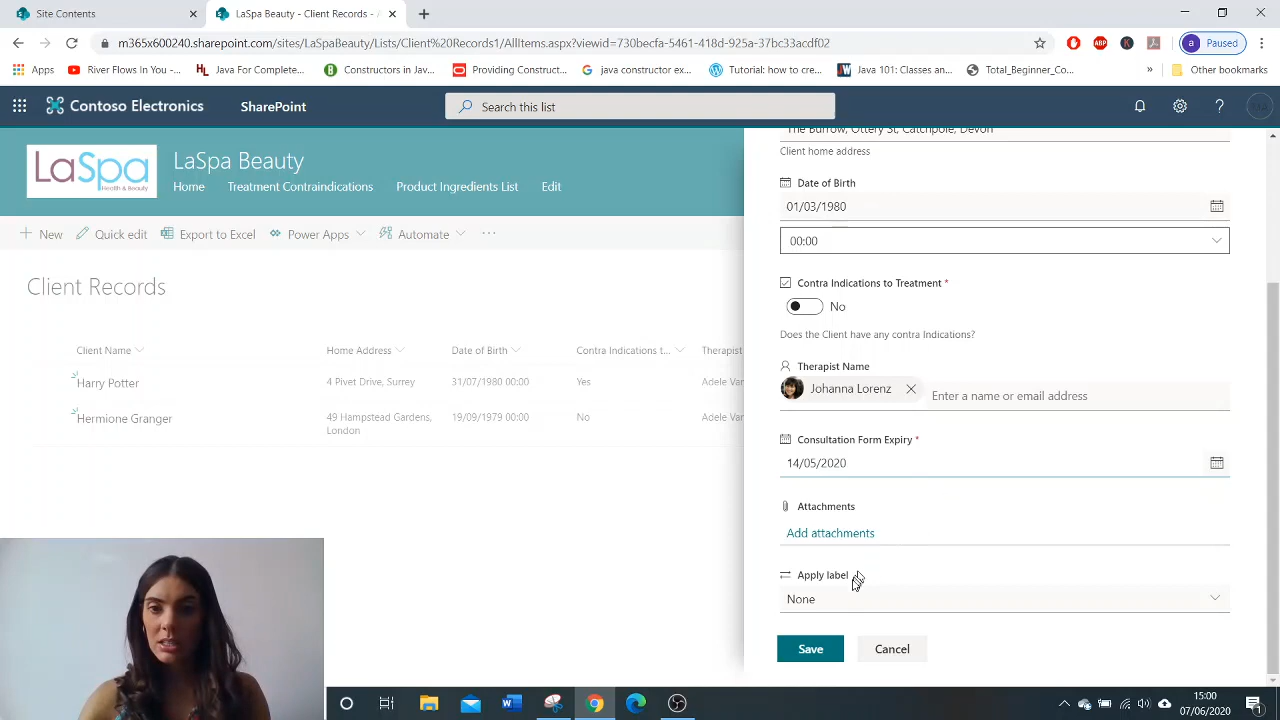 Site Contents
LaSpa Beauty - Client Records - A
m365x600240.sharepoint.com/sites/LaSpaBeauty/Lists/Client%20Records1/AllItems.aspx?viewid=730becfa-5461-418d-925a-37bc33acdf02
ABP
K
a
Paused
Apps
River Flows In You -...
Java For Complete...
Constructors in Jav...
Providing Construct...
java constructor ex...
Tutorial: how to cre...
Java 101: Classes an...
Total_Beginner_Co...
Other bookmarks
Contoso Electronics
SharePoint
Search this list
LaSpa
Health & Beauty
LaSpa Beauty
Home
Treatment Contraindications
Product Ingredients List
Edit
New
Quick edit
Export to Excel
Power Apps
Automate
Client Records
Client Name
Home Address
Date of Birth
Contra Indications t...
Therapist
Harry Potter
4 Pivet Drive, Surrey
31/07/1980 00:00
Yes
Adele Van
Hermione Granger
49 Hampstead Gardens,
London
19/09/1979 00:00
No
Adele Van
The Burrow, Ottery St, Catchpole, Devon
Client home address
Date of Birth
01/03/1980
00:00
Contra Indications to Treatment *
No
Does the Client have any contra Indications?
Therapist Name
Johanna Lorenz
Enter a name or email address
Consultation Form Expiry *
14/05/2020
Attachments
Add attachments
Apply label
None
Save
Cancel
15:00
07/06/2020